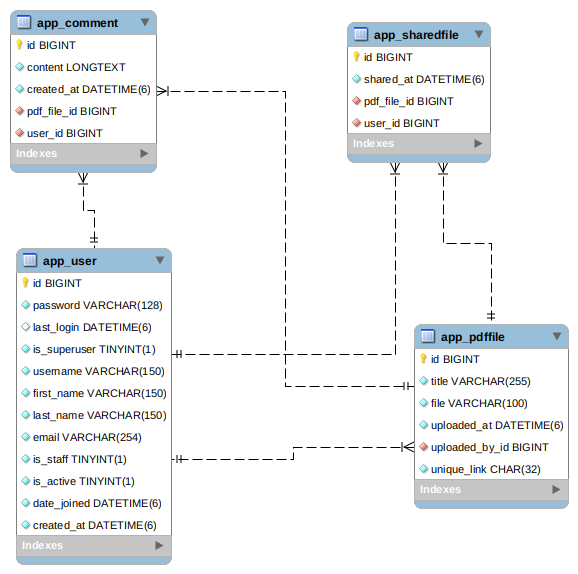 app_comment
id BIGINT
content LONGTEXT
created_at DATETIME(6)
pdf_file_id BIGINT
user_id BIGINT
Indexes
app_sharedfile
id BIGINT
shared_at DATETIME(6)
pdf_file_id BIGINT
user_id BIGINT
Indexes
app_user
id BIGINT
password VARCHAR(128)
last_login DATETIME(6)
is_superuser TINYINT(1)
username VARCHAR(150)
first_name VARCHAR(150)
last_name VARCHAR(150)
email VARCHAR(254)
is_staff TINYINT(1)
is_active TINYINT(1)
date_joined DATETIME(6)
created_at DATETIME(6)
Indexes
app_pdffile
id BIGINT
title VARCHAR(255)
file VARCHAR(100)
uploaded_at DATETIME(6)
uploaded_by_id BIGINT
unique_link CHAR(32)
Indexes